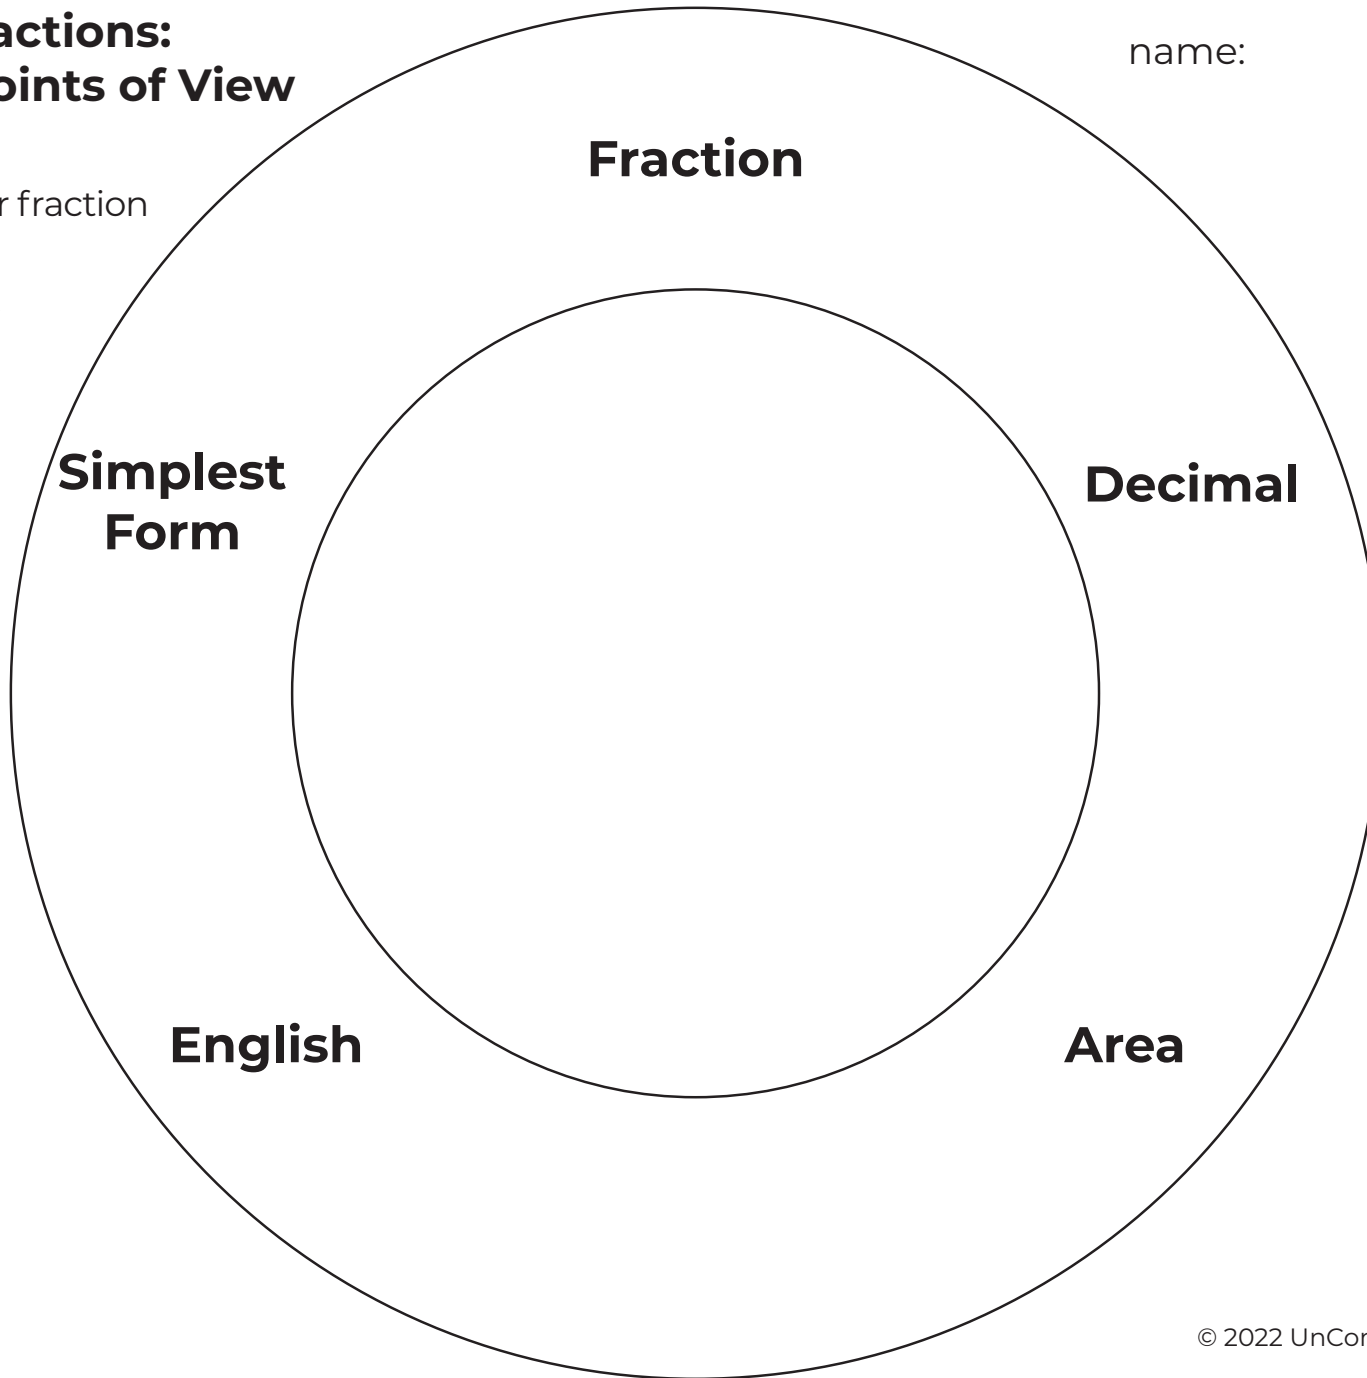 actions:
oints of View
name:
Fraction
r fraction
Simplest
Form
Decimal
English
Area
© 2022 UnCor